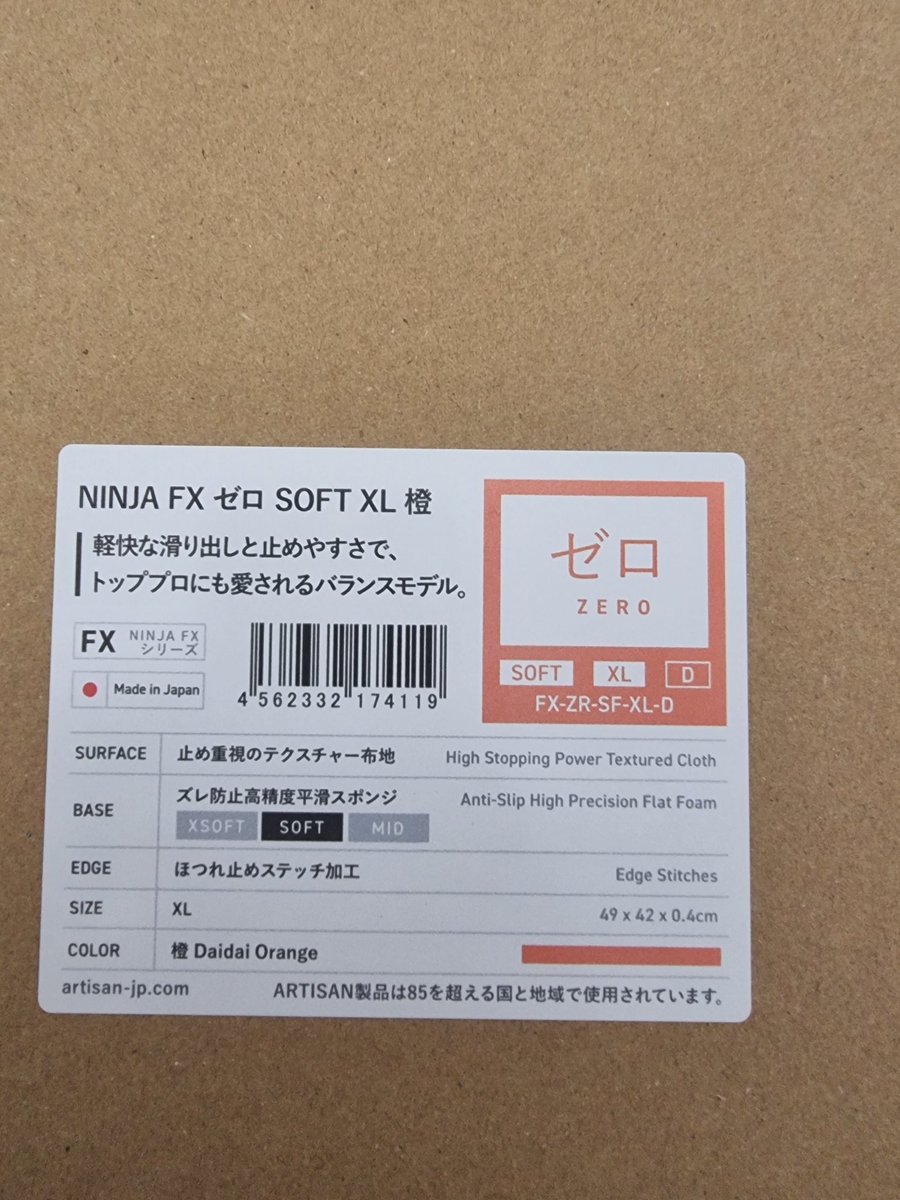 NINJA FX ゼロ SOFT XL 橙
軽快な滑り出しと止めやすさで、
トッププロにも愛されるバランスモデル。
FX NINJA FX
シリーズ
Made in Japan
4 562332 174119
ゼロ
ZERO
SOFT XL D
FX-ZR-SF-XL-D
SURFACE 止め重視のテクスチャー布地 High Stopping Power Textured Cloth
BASE ズレ防止高精度平滑スポンジ Anti-Slip High Precision Flat Foam
XSOFT SOFT MID
EDGE ほつれ止めステッチ加工 Edge Stitches
SIZE XL 49 x 42 x 0.4cm
COLOR 橙 Daidai Orange
artisan-jp.com ARTISAN製品は85を超える国と地域で使用されています。